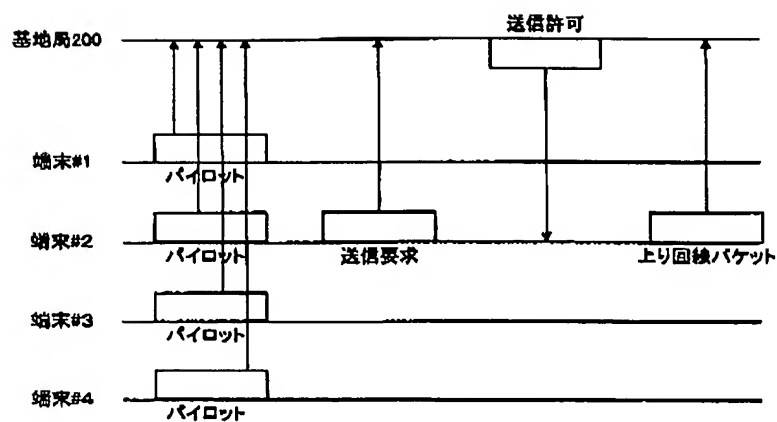 送信許可
基地局200
端末#1
パイロット
端末#2
パイロット
送信要求
上り回線パケット
端末#3
パイロット
端末#4
パイロット